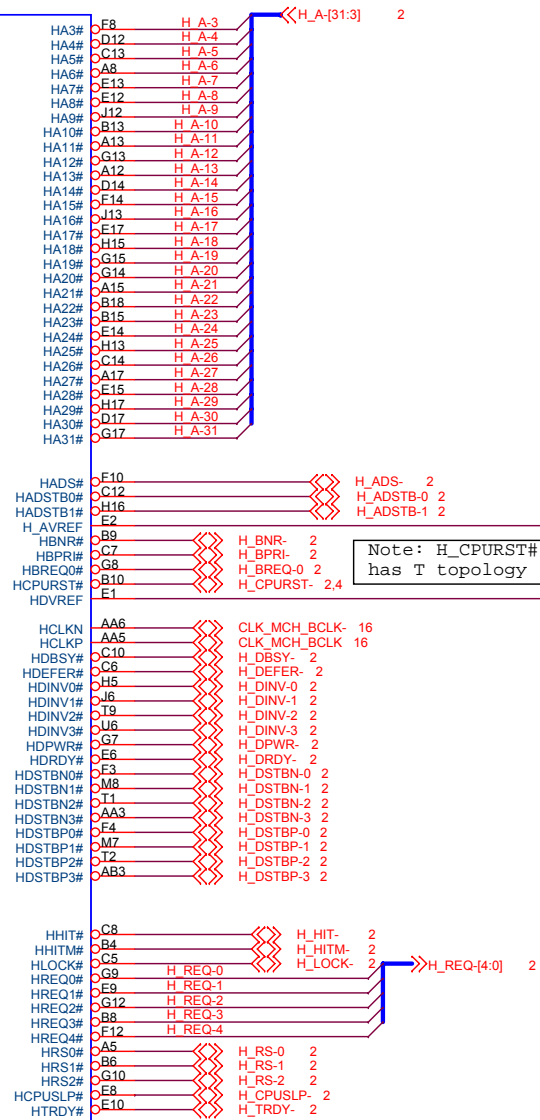 H_A-[31:3] 2
HA3# F8 H_A-3
HA4# D12 H_A-4
HA5# C13 H_A-5
HA6# A8 H_A-6
HA7# E13 H_A-7
HA8# E12 H_A-8
HA9# J12 H_A-9
HA10# B13 H_A-10
HA11# A13 H_A-11
HA12# G13 H_A-12
HA13# A12 H_A-13
HA14# D14 H_A-14
HA15# F14 H_A-15
HA16# J13 H_A-16
HA17# E17 H_A-17
HA18# H15 H_A-18
HA19# G15 H_A-19
HA20# G14 H_A-20
HA21# A15 H_A-21
HA22# B18 H_A-22
HA23# B15 H_A-23
HA24# E14 H_A-24
HA25# H13 H_A-25
HA26# C14 H_A-26
HA27# A17 H_A-27
HA28# E15 H_A-28
HA29# H17 H_A-29
HA30# D17 H_A-30
HA31# G17 H_A-31
HADS# F10 H_ADS- 2
HADSTB0# C12 H_ADSTB-0 2
HADSTB1# H16 H_ADSTB-1 2
H_AVREF E2
HBNR# B9 H_BNR- 2
HBPRI# C7 H_BPRI- 2
HBREQ0# G8 H_BREQ-0 2
HCPURST# B10 H_CPURST- 2,4
Note: H_CPURST#
has T topology
HDVREF E1
HCLKN AA6 CLK_MCH_BCLK- 16
HCLKP AA5 CLK_MCH_BCLK 16
HDBSY# C10 H_DBSY- 2
HDEFER# C6 H_DEFER- 2
HDINV0# H5 H_DINV-0 2
HDINV1# J6 H_DINV-1 2
HDINV2# T9 H_DINV-2 2
HDINV3# U6 H_DINV-3 2
HDPWR# G7 H_DPWR- 2
HDRDY# E6 H_DRDY- 2
HDSTBN0# F3 H_DSTBN-0 2
HDSTBN1# M8 H_DSTBN-1 2
HDSTBN2# T1 H_DSTBN-2 2
HDSTBN3# AA3 H_DSTBN-3 2
HDSTBP0# F4 H_DSTBP-0 2
HDSTBP1# M7 H_DSTBP-1 2
HDSTBP2# T2 H_DSTBP-2 2
HDSTBP3# AB3 H_DSTBP-3 2
HHIT# C8 H_HIT- 2
HHITM# B4 H_HITM- 2
HLOCK# C5 H_LOCK- 2
H_REQ-[4:0] 2
HREQ0# G9 H_REQ-0
HREQ1# E9 H_REQ-1
HREQ2# G12 H_REQ-2
HREQ3# B8 H_REQ-3
HREQ4# F12 H_REQ-4
HRS0# A5 H_RS-0 2
HRS1# B6 H_RS-1 2
HRS2# G10 H_RS-2 2
HCPUSLP# E8 H_CPUSLP- 2
HTRDY# E10 H_TRDY- 2